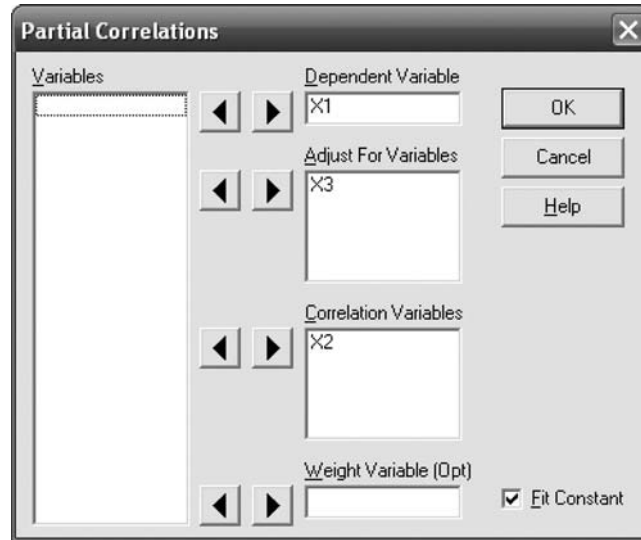 Partial Correlations
Variables
Dependent Variable
X1
Adjust For Variables
X3
Correlation Variables
X2
Weight Variable (Opt)
OK
Cancel
Help
Fit Constant